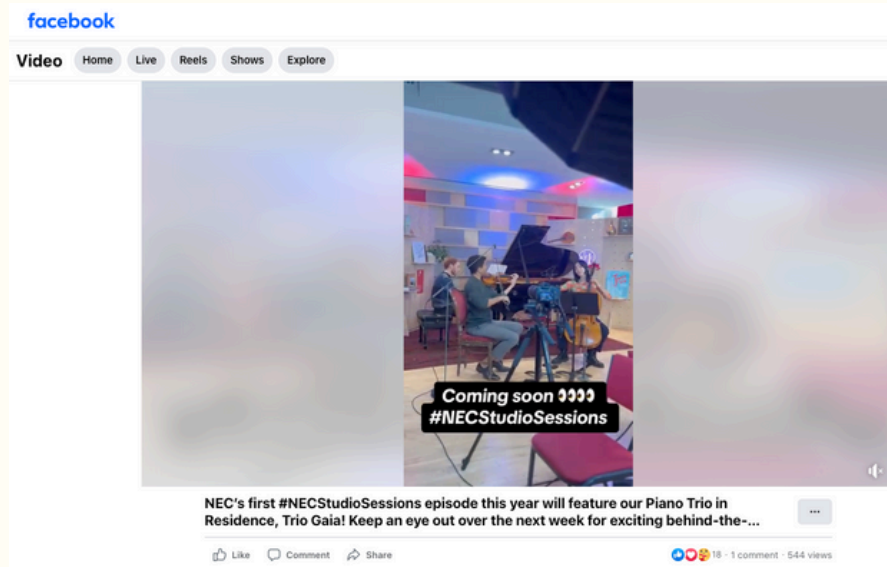 facebook
Video Home Live Reels Shows Explore
Coming soon 👀👀
#NECStudioSessions
NEC's first #NECStudioSessions episode this year will feature our Piano Trio in
Residence, Trio Gaia! Keep an eye out over the next week for exciting behind-the-...
Like Comment Share 18 · 1 comment · 544 views